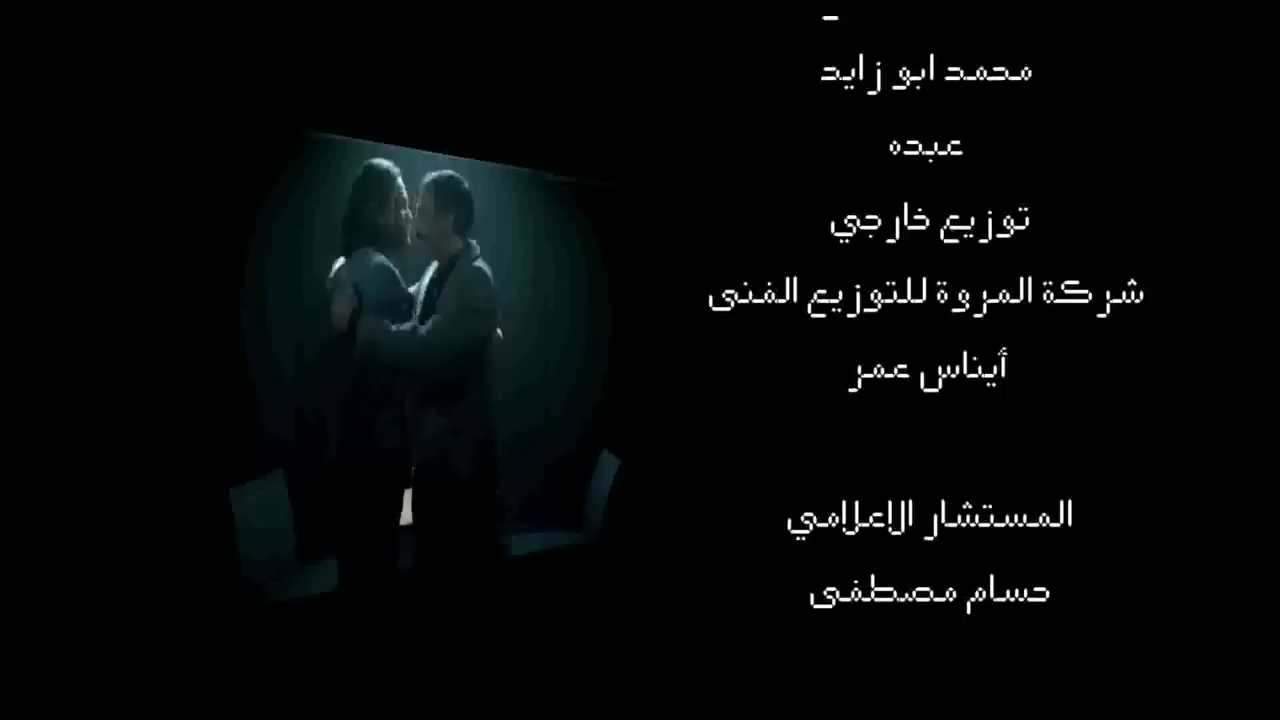 محمد ابو زايد
عبده
توزيع خارجي
شركة المروة للتوزيع الفنى
أيناس عمر
المستشار الاعلامي
حسام مصطفى